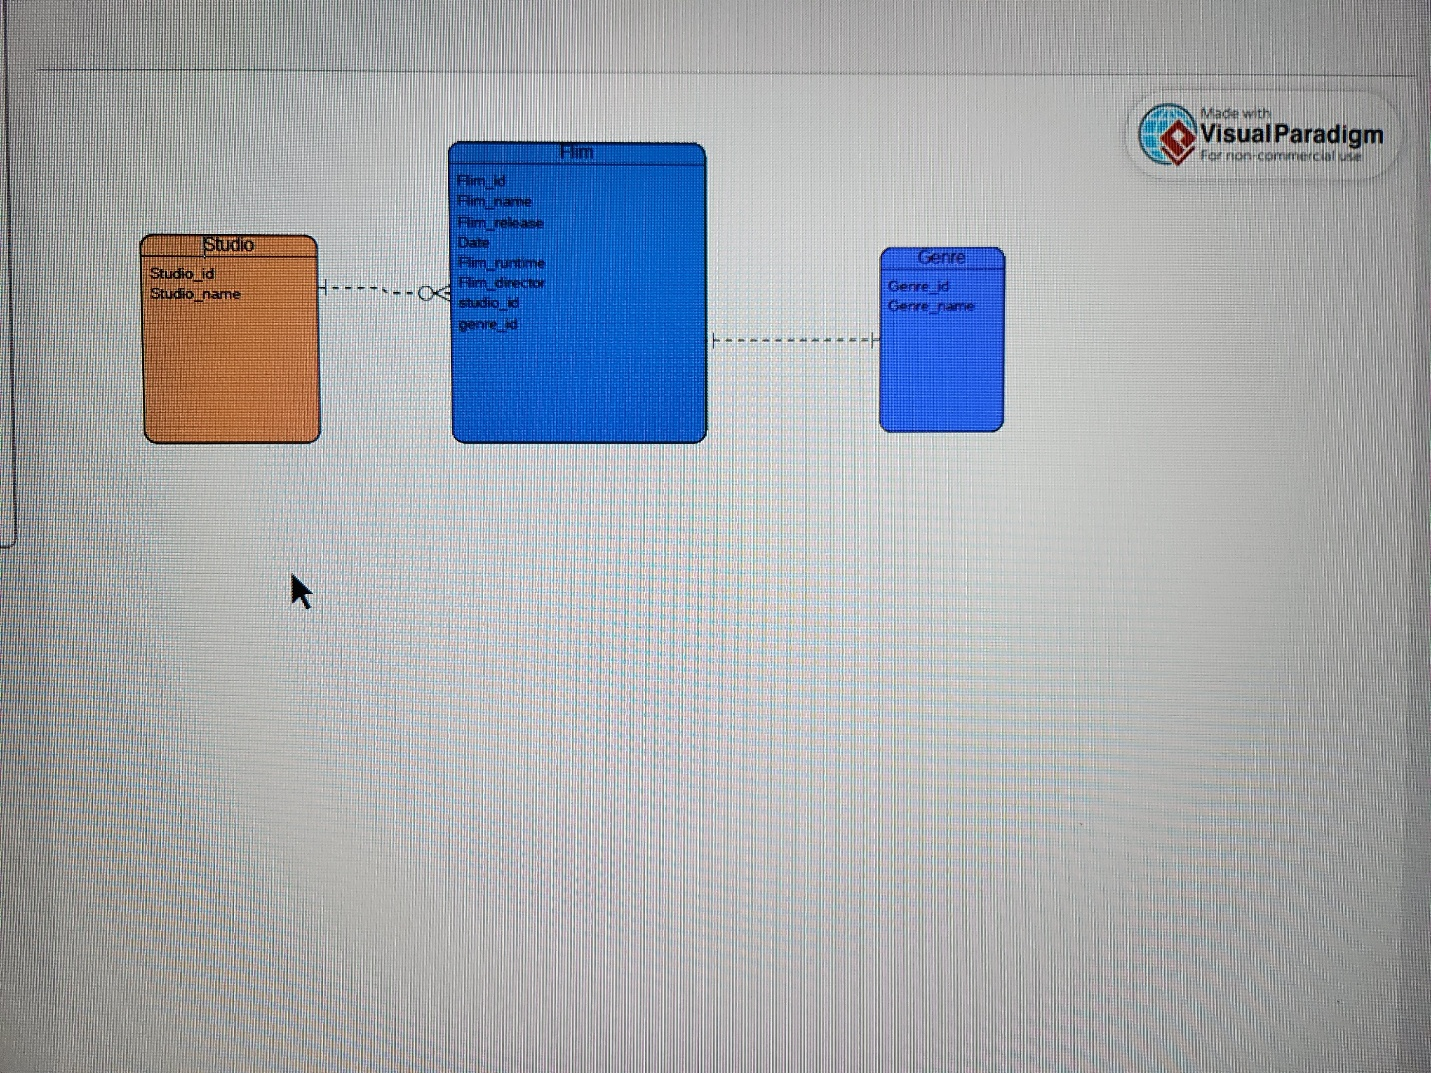 Made with
Visual Paradigm
For non-commercial use
Flim
Flim_id
Flim_name
Flim_release
Date
Flim_runtime
Flim_director
studio_id
genre_id
Studio
Studio_id
Studio_name
Genre
Genre_id
Genre_name